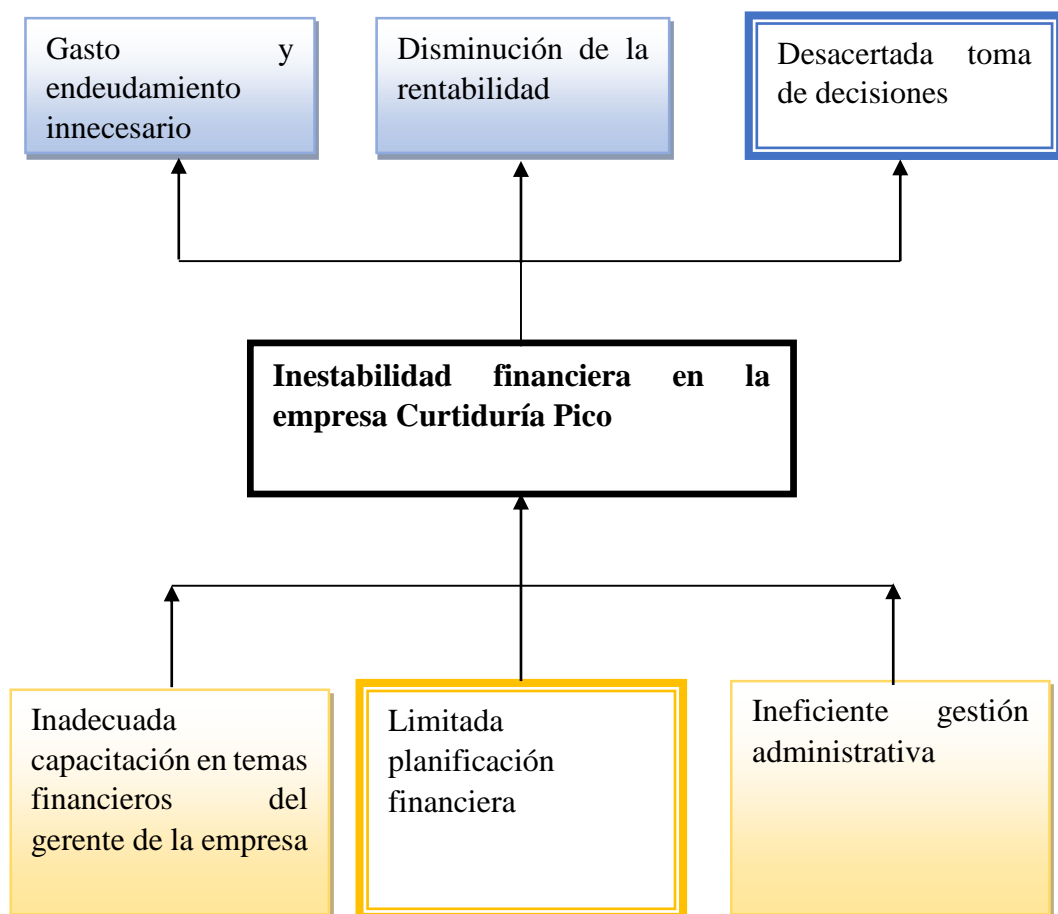 Gasto y
endeudamiento
innecesario
Disminución de la
rentabilidad
Desacertada toma
de decisiones
Inestabilidad financiera en la
empresa Curtiduría Pico
Inadecuada
capacitación en temas
financieros del
gerente de la empresa
Limitada
planificación
financiera
Ineficiente gestión
administrativa